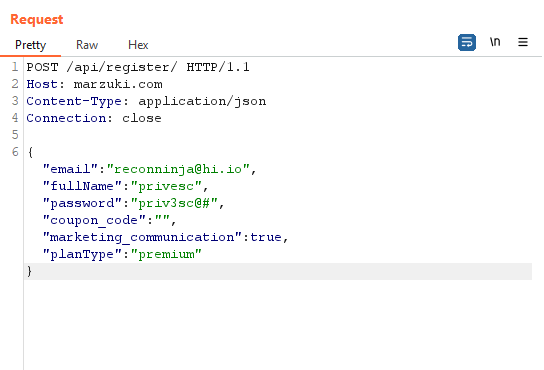 Request
Pretty Raw Hex \n ≡
1 POST /api/register/ HTTP/1.1
2 Host: marzuki.com
3 Content-Type: application/json
4 Connection: close
5
6 {
"email":"reconninja@hi.io",
"fullName":"privesc",
"password":"priv3sc@#",
"coupon_code":"",
"marketing_communication":true,
"planType":"premium"
}